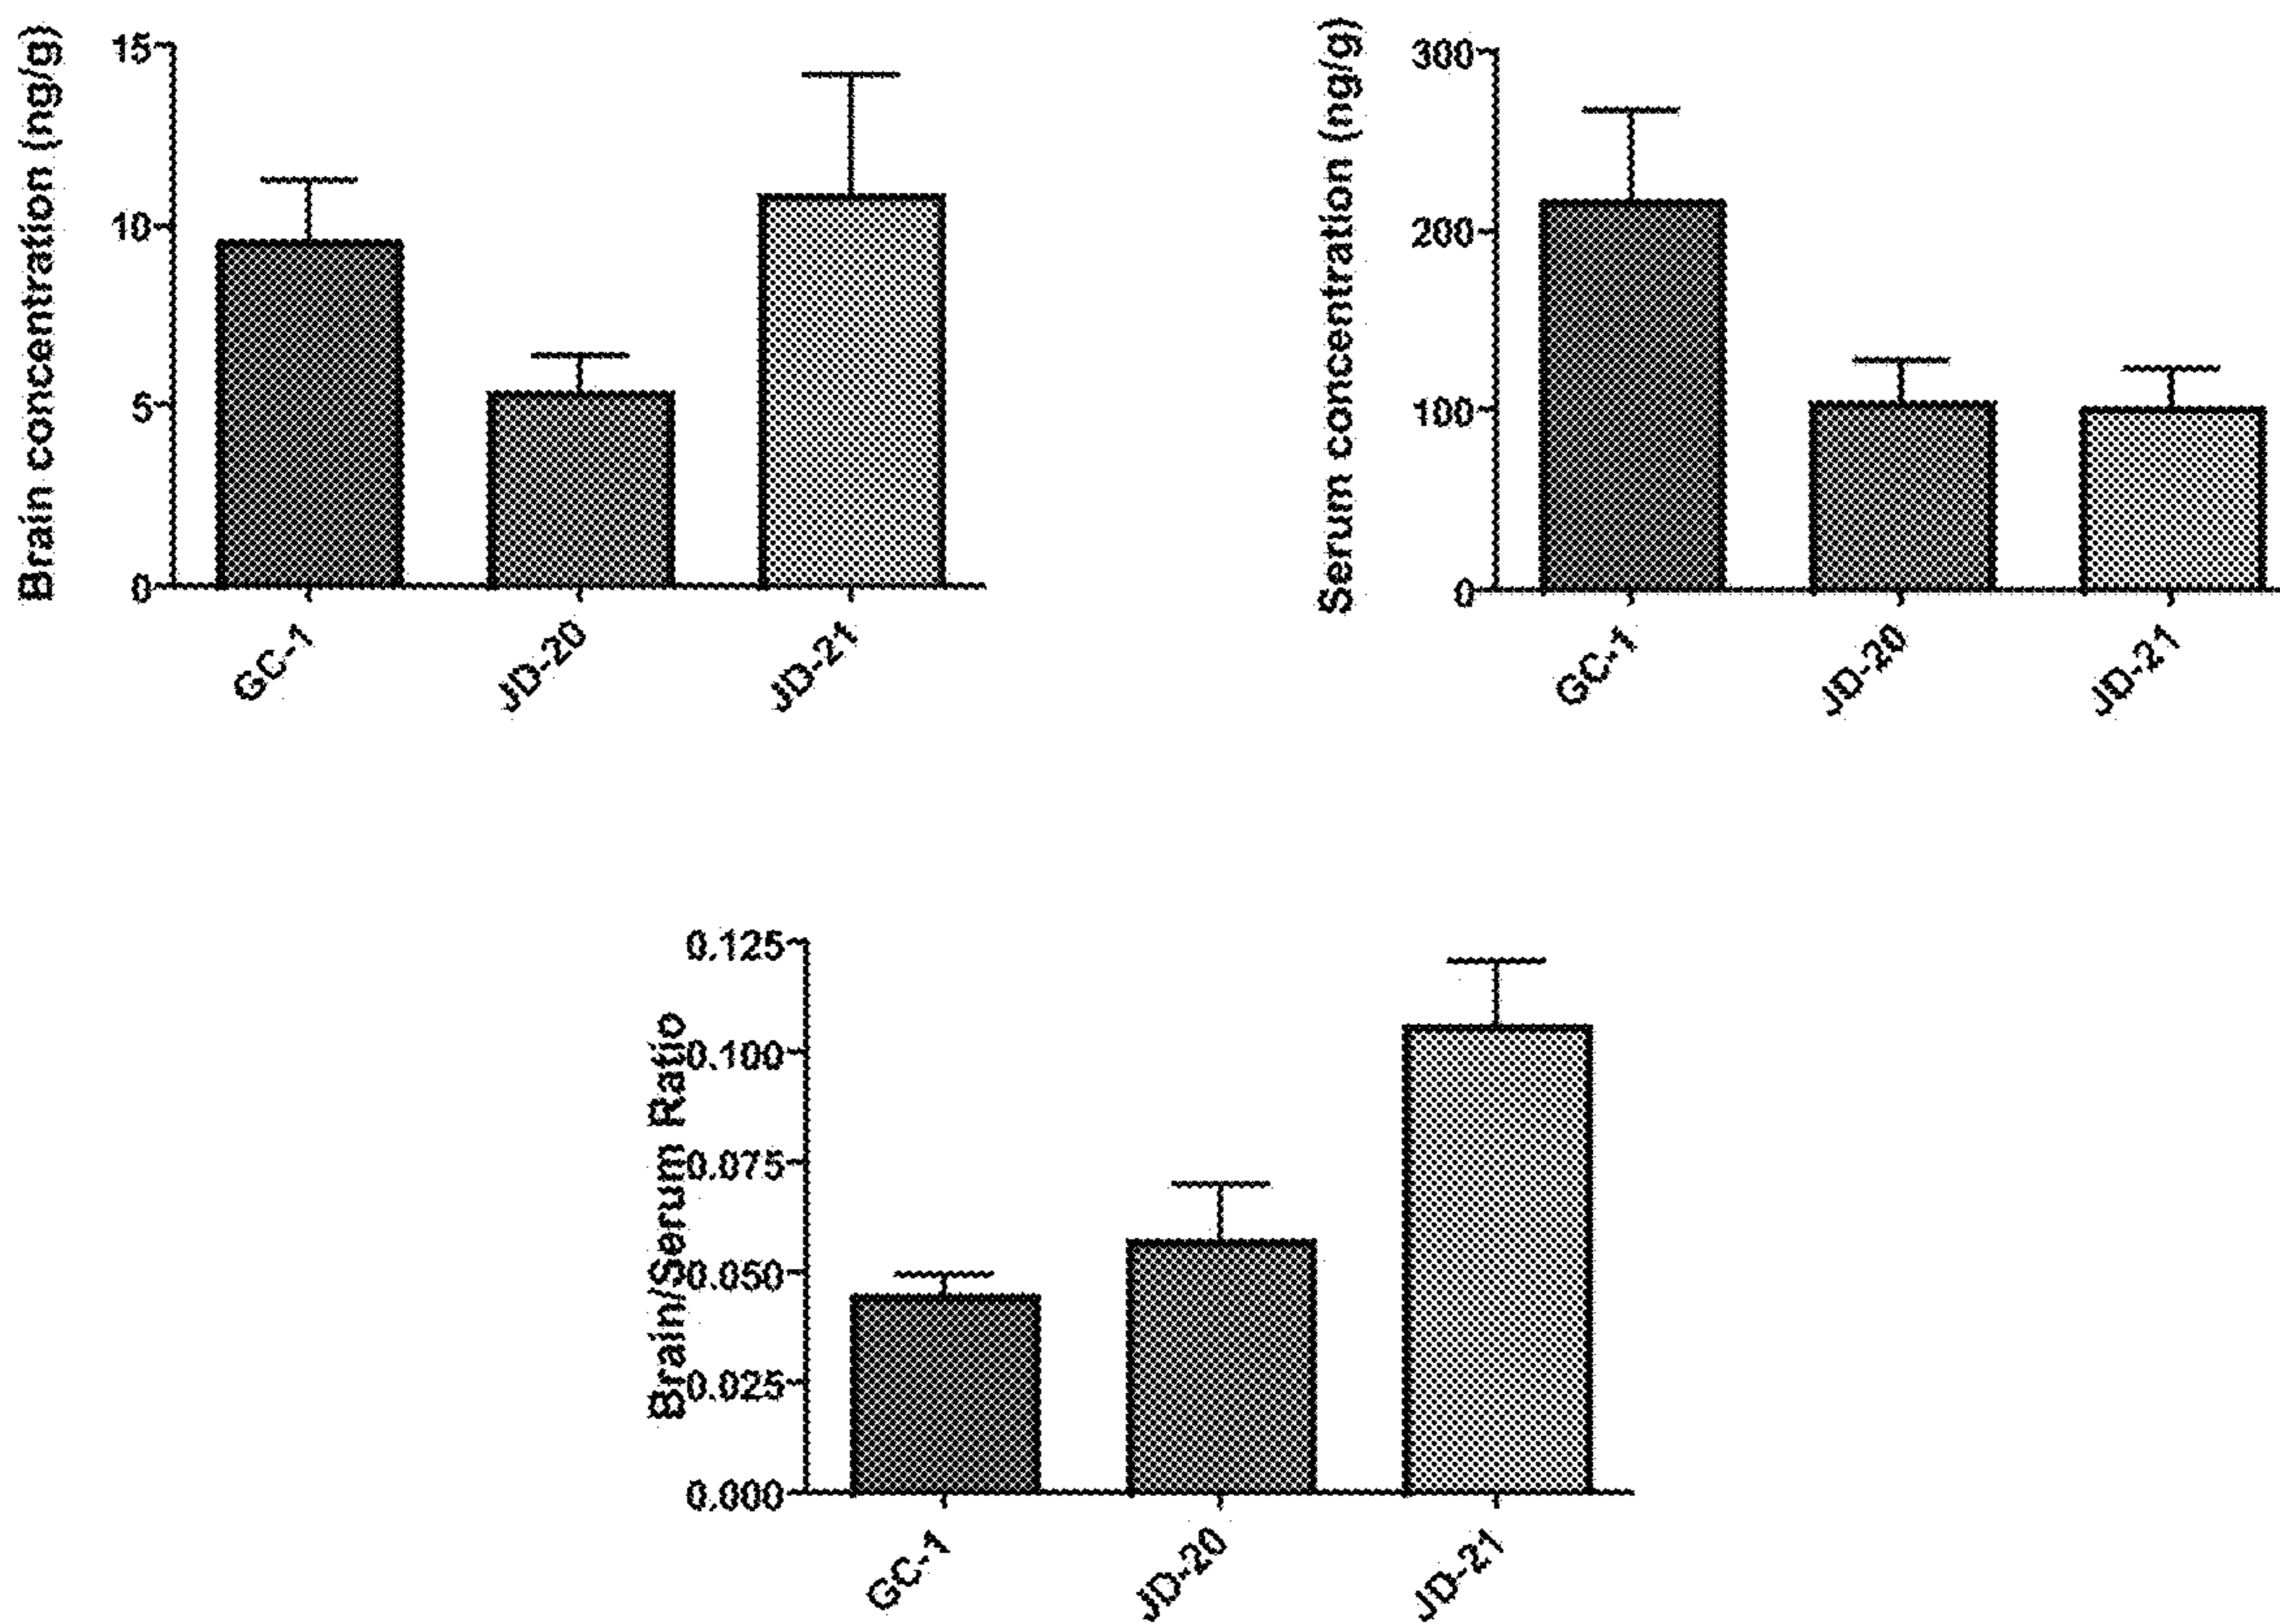 Brain concentration (ng/g)
15
10
5
0
GC-1
JD-20
JD-21
Serum concentration (ng/g)
300
200
100
0
GC-1
JD-20
JD-21
Brain/Serum Ratio
0.125
0.100
0.075
0.050
0.025
0.000
GC-1
JD-20
JD-21